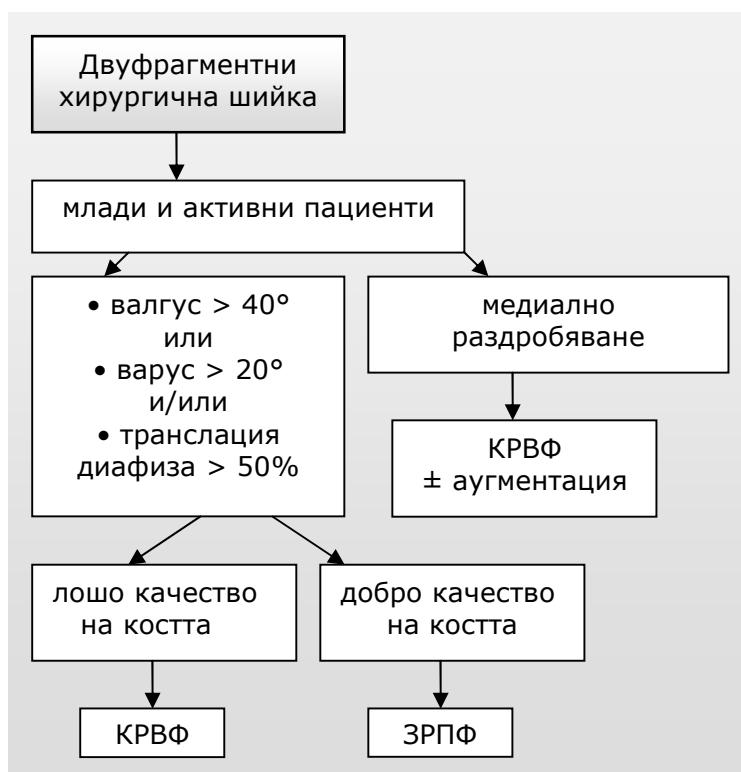 Двуфрагментни
хирургична шийка
млади и активни пациенти
• валгус > 40°
или
• варус > 20°
и/или
• транслация
диафиза > 50%
медиално
раздробяване
КРВФ
± аугментация
лошо качество
на костта
добро качество
на костта
КРВФ
ЗРПФ